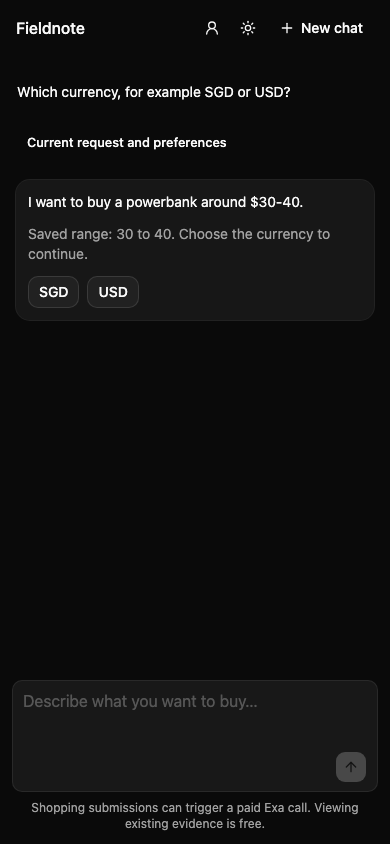 Fieldnote
New chat
Which currency, for example SGD or USD?
Current request and preferences
I want to buy a powerbank around $30-40.
Saved range: 30 to 40. Choose the currency to
continue.
SGD USD
Describe what you want to buy...
Shopping submissions can trigger a paid Exa call. Viewing
existing evidence is free.